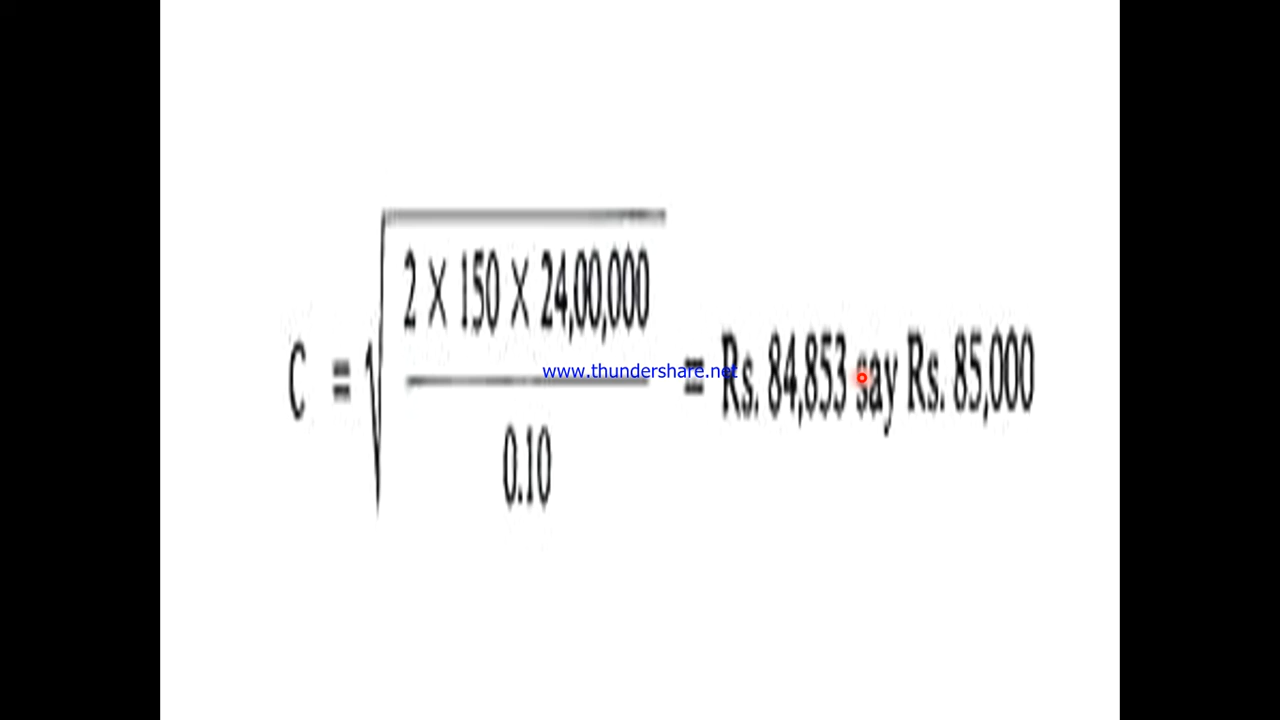 C = √ 2 × 150 × 24,00,000 / 0.10 = Rs. 84,853 say Rs. 85,000
www.thundershare.net